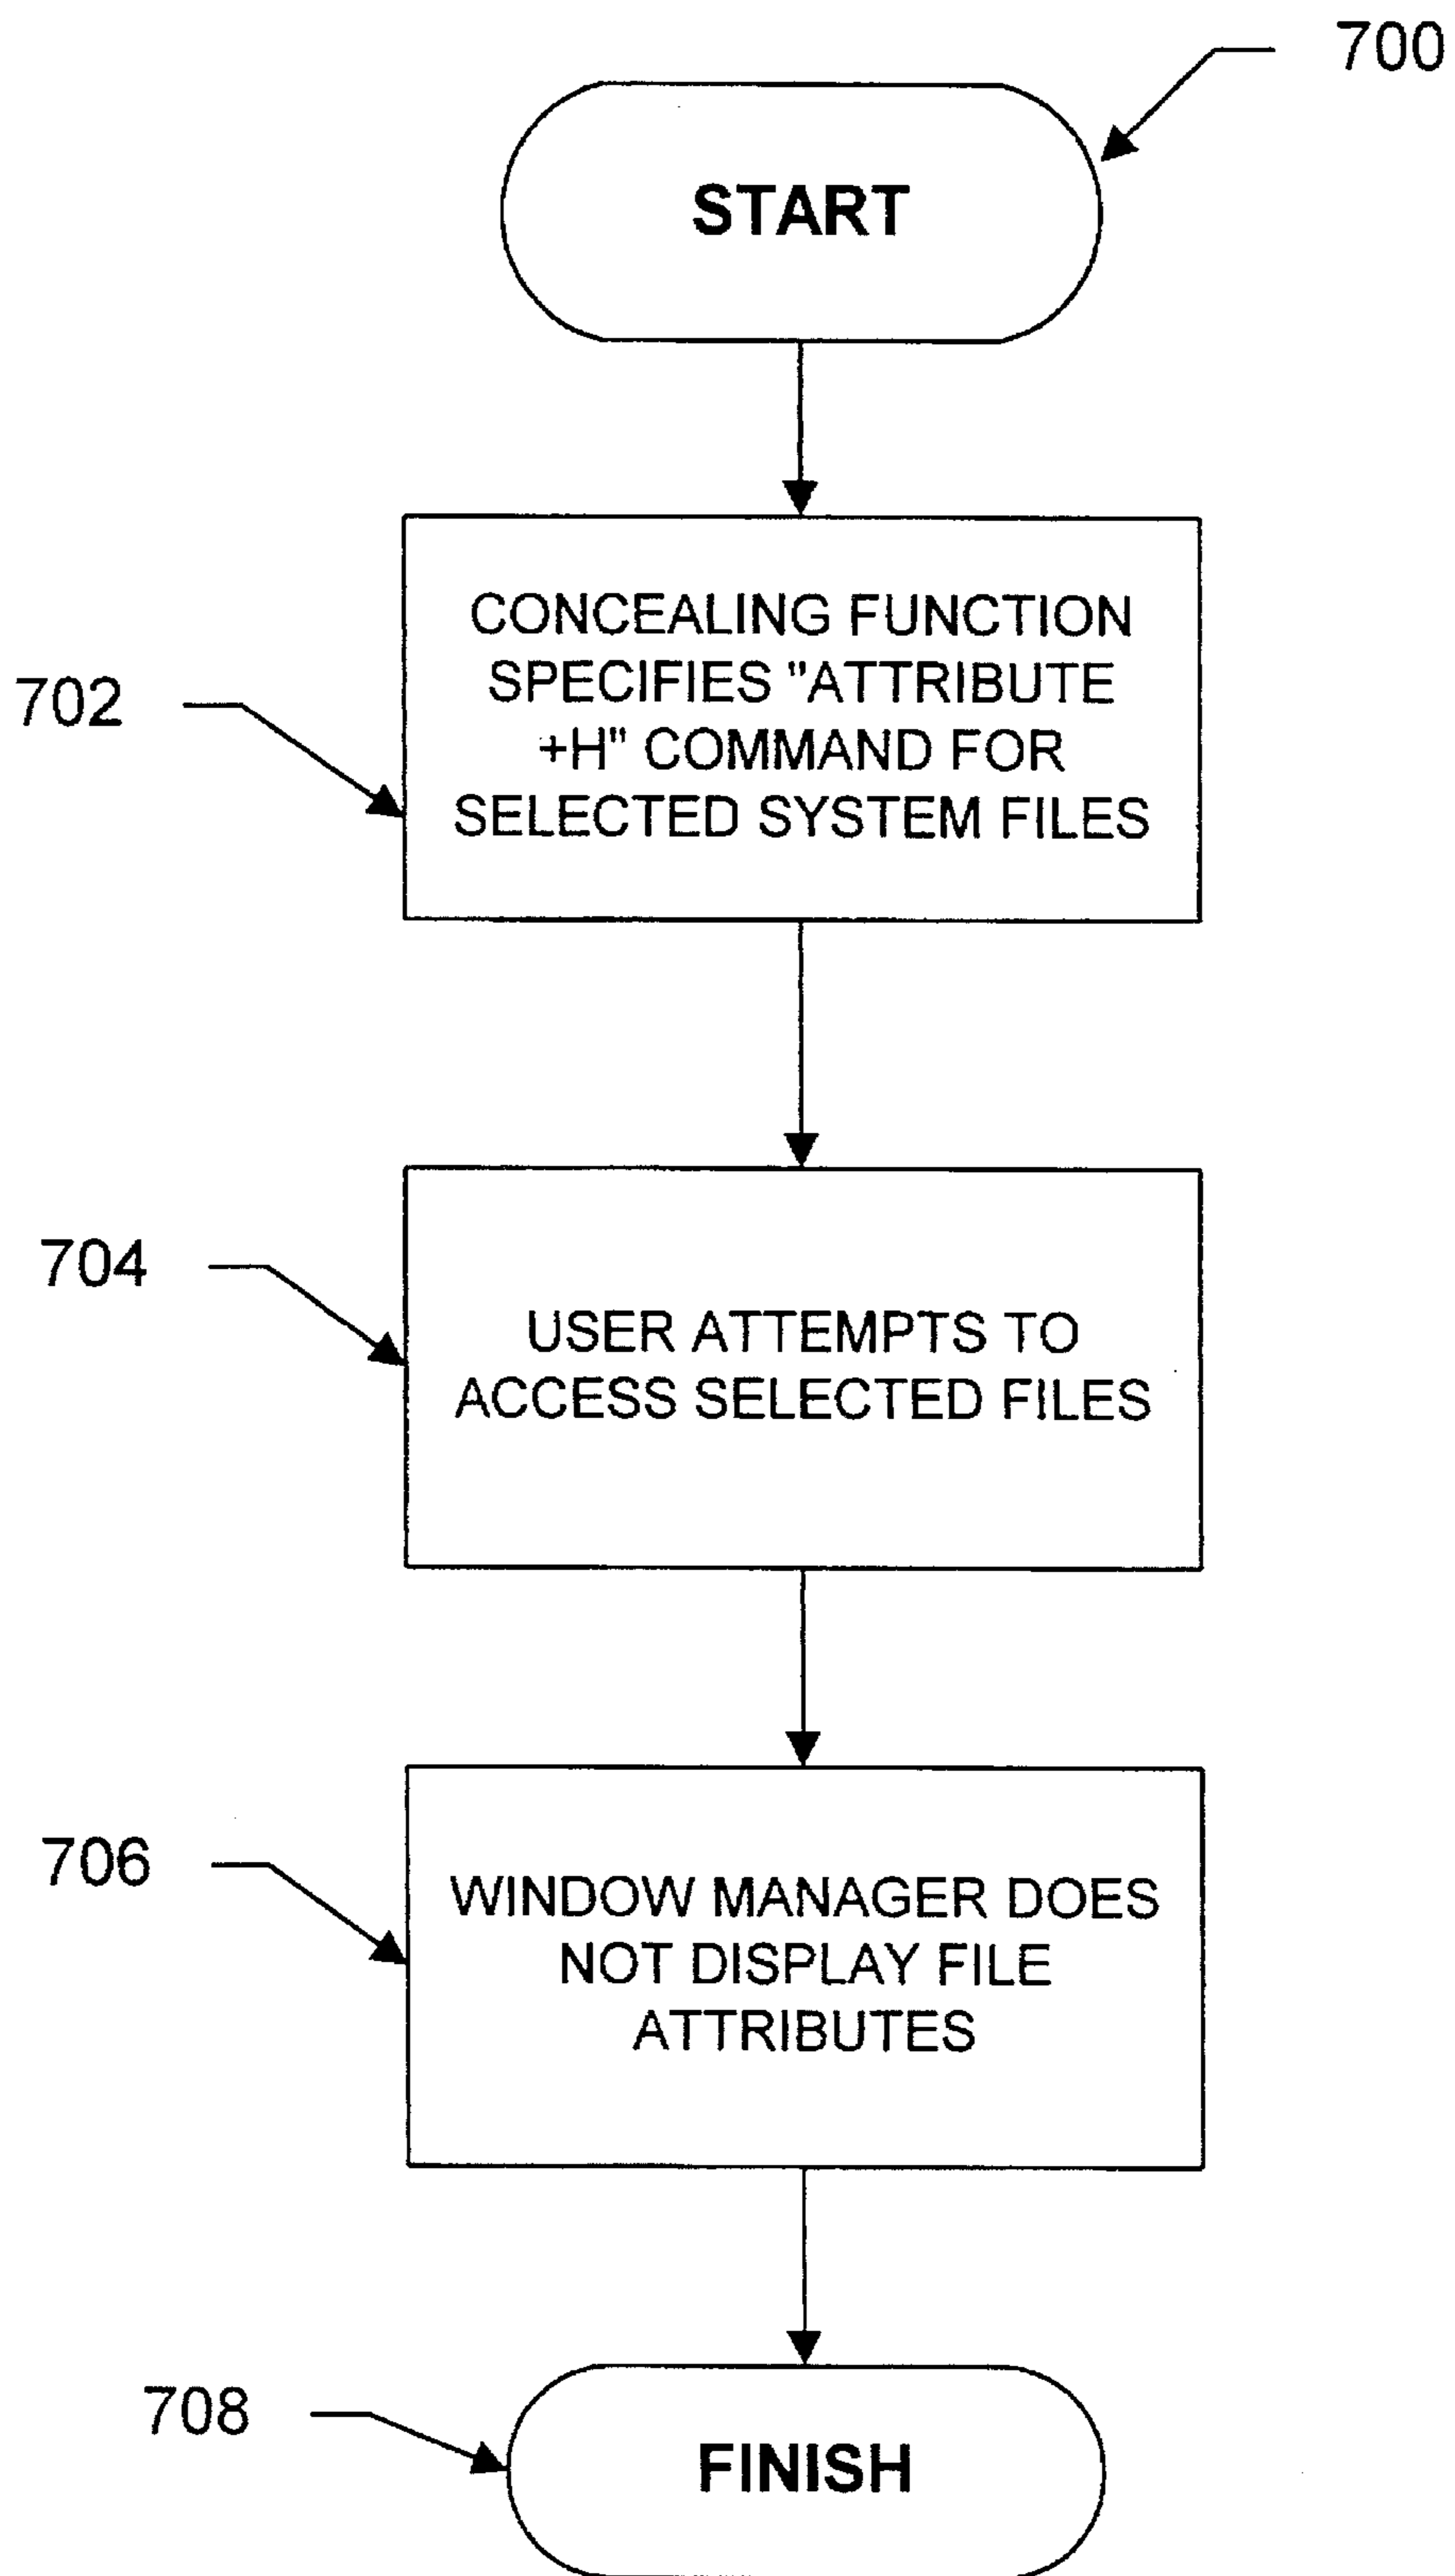 700
START
702
CONCEALING FUNCTION
SPECIFIES "ATTRIBUTE
+H" COMMAND FOR
SELECTED SYSTEM FILES
704
USER ATTEMPTS TO
ACCESS SELECTED FILES
706
WINDOW MANAGER DOES
NOT DISPLAY FILE
ATTRIBUTES
708
FINISH